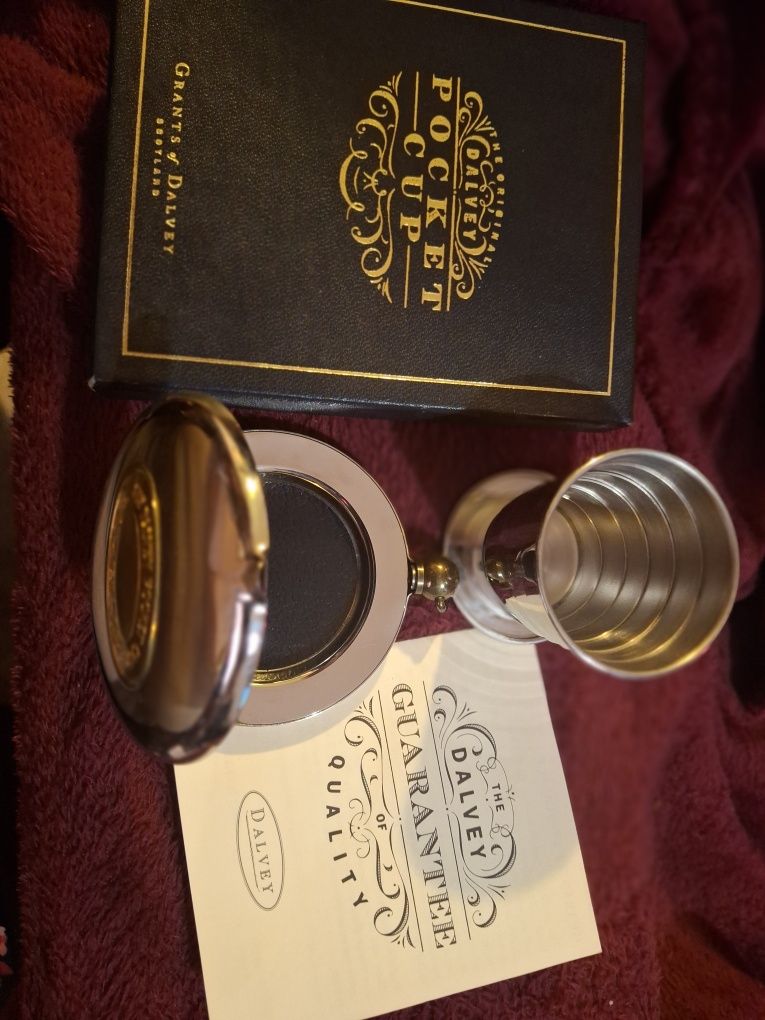 THE ORIGINAL
DALVEY
POCKET
CUP
GRANTS of DALVEY
SCOTLAND
THE
DALVEY
GUARANTEE
OF
QUALITY
DALVEY